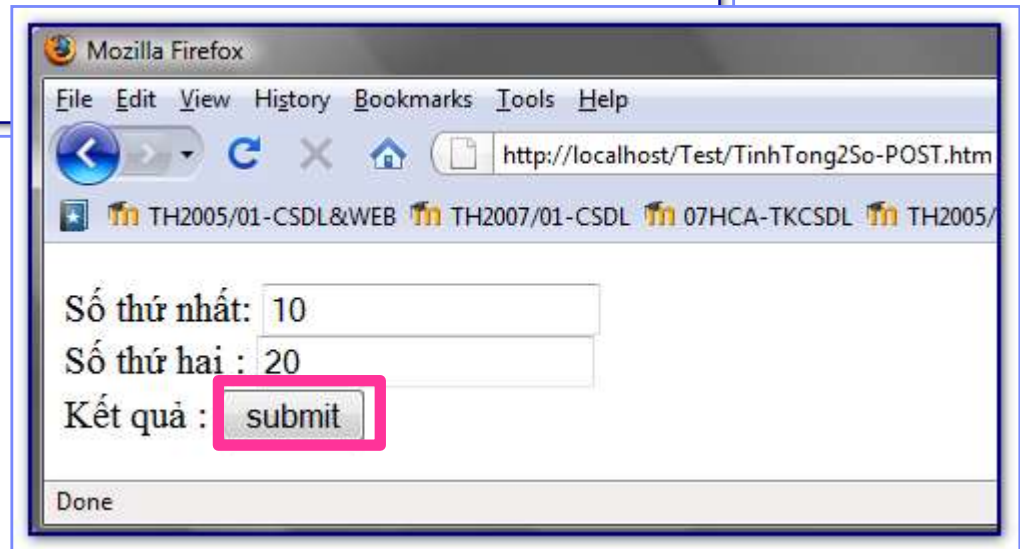 Mozilla Firefox
File Edit View History Bookmarks Tools Help
http://localhost/Test/TinhTong2So-POST.htm
TH2005/01-CSDL&WEB TH2007/01-CSDL 07HCA-TKCSDL TH2005/
Số thứ nhất: 10
Số thứ hai : 20
Kết quả : submit
Done